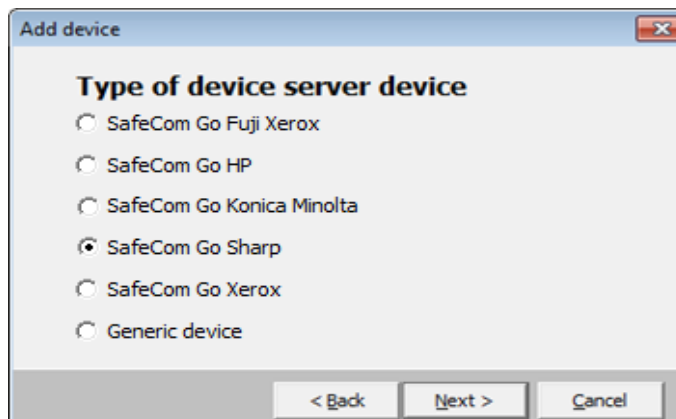 Add device
Type of device server device
SafeCom Go Fuji Xerox
SafeCom Go HP
SafeCom Go Konica Minolta
SafeCom Go Sharp
SafeCom Go Xerox
Generic device
< Back Next > Cancel